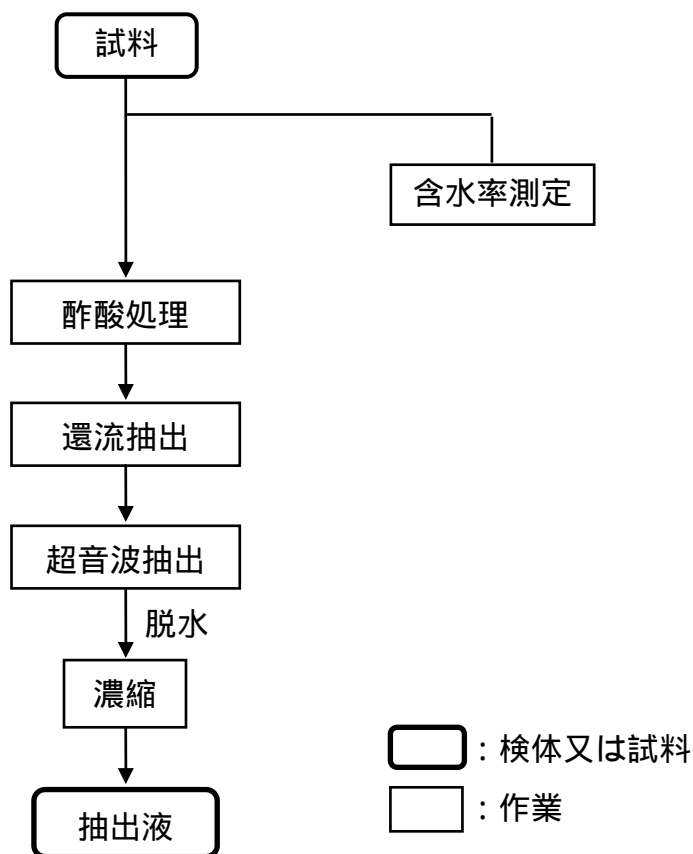 試料
含水率測定
酢酸処理
還流抽出
超音波抽出
脱水
濃縮
抽出液
：検体又は試料
：作業